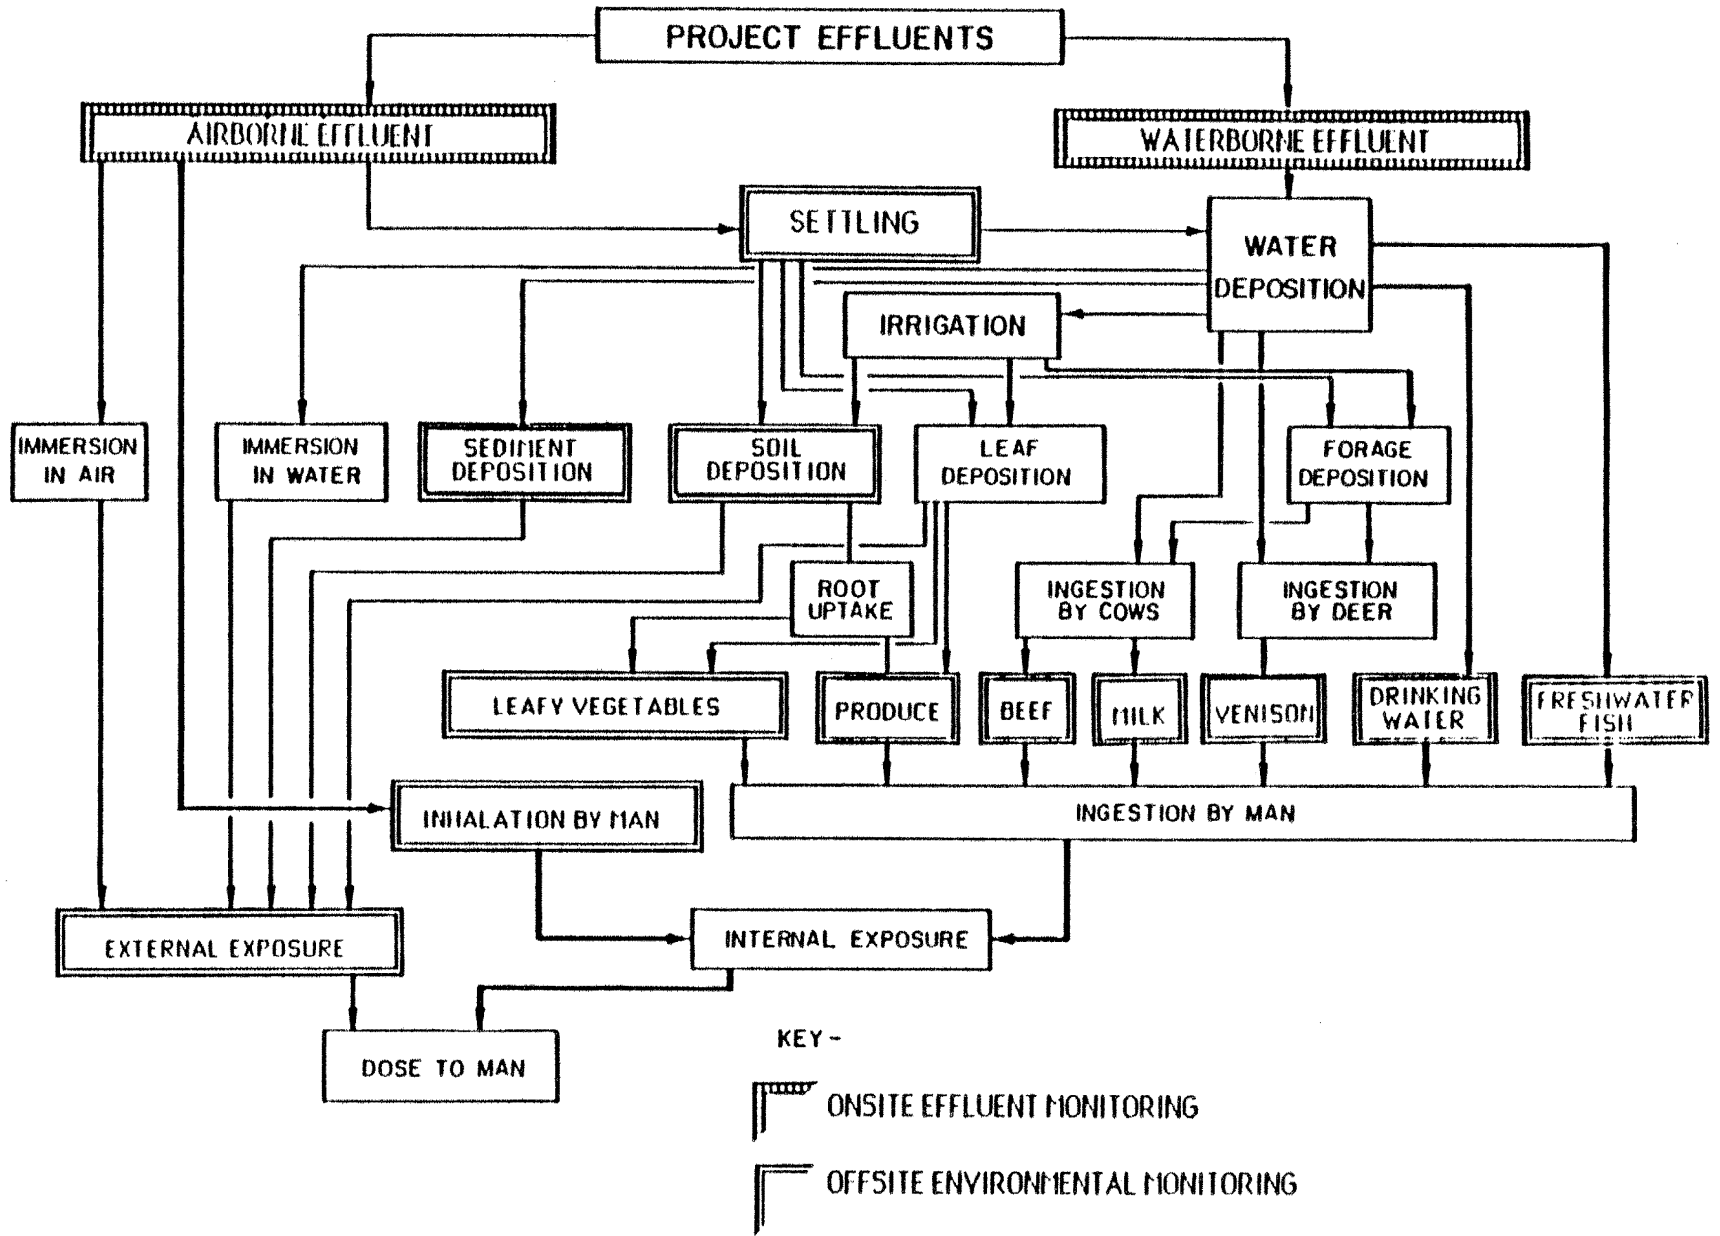 PROJECT EFFLUENTS
AIRBORNE EFFLUENT
WATERBORNE EFFLUENT
SETTLING
WATER
DEPOSITION
IRRIGATION
IMMERSION
IN AIR
IMMERSION
IN WATER
SEDIMENT
DEPOSITION
SOIL
DEPOSITION
LEAF
DEPOSITION
FORAGE
DEPOSITION
ROOT
UPTAKE
INGESTION
BY COWS
INGESTION
BY DEER
LEAFY VEGETABLES
PRODUCE
BEEF
MILK
VENISON
DRINKING
WATER
FRESHWATER
FISH
INHALATION BY MAN
INGESTION BY MAN
EXTERNAL EXPOSURE
INTERNAL EXPOSURE
DOSE TO MAN
KEY -
ONSITE EFFLUENT MONITORING
OFFSITE ENVIRONMENTAL MONITORING